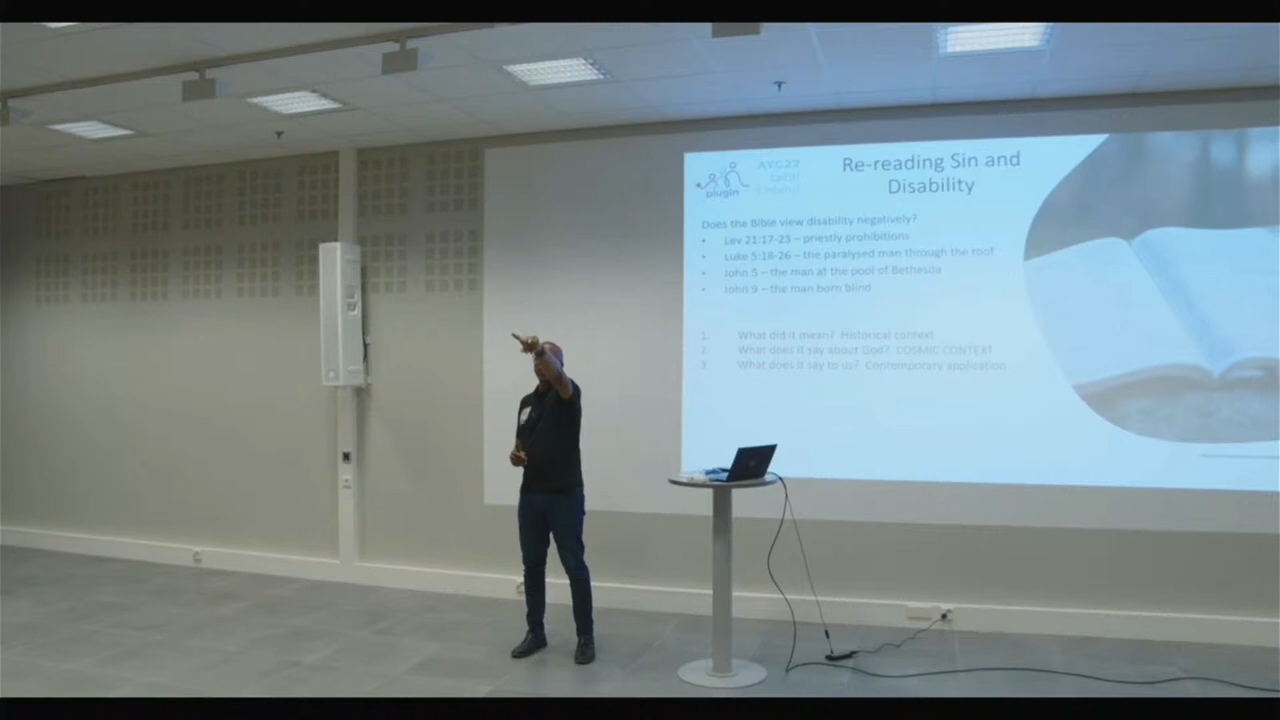 AYC22
plugin
Re-reading Sin and
Disability
Does the Bible view disability negatively?
• Lev 21:17-23 – priestly prohibitions
• Luke 5:18-26 – the paralysed man through the roof
• John 5 – the man at the pool of Bethesda
• John 9 – the man born blind
1. What did it mean? Historical context
2. What does it say about God? COSMIC CONTEXT
3. What does it say to us? Contemporary application